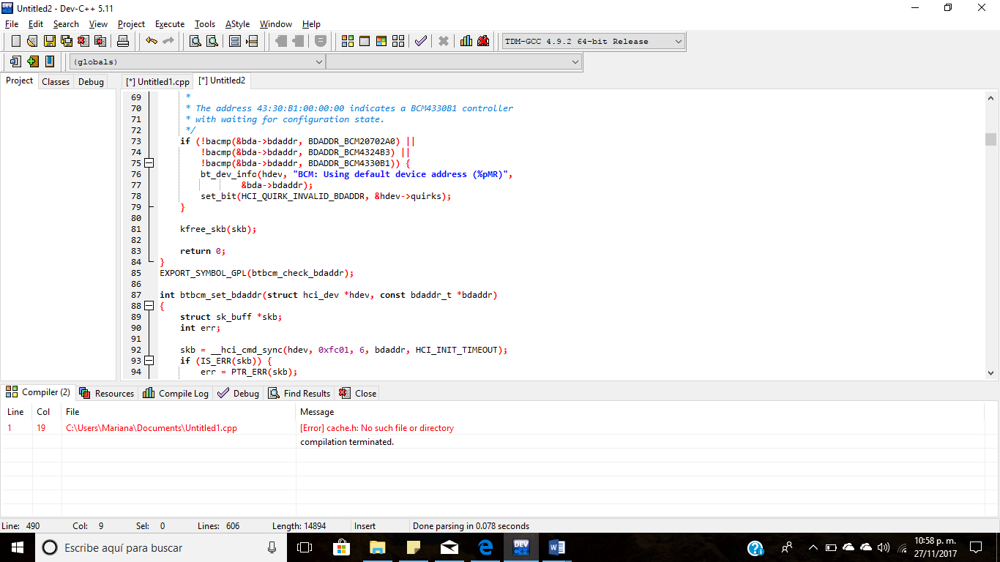 Untitled2 - Dev-C++ 5.11
File Edit Search View Project Execute Tools AStyle Window Help
TDM-GCC 4.9.2 64-bit Release
(globals)
Project Classes Debug [*] Untitled1.cpp [*] Untitled2
69 *
70 * The address 43:30:B1:00:00:00 indicates a BCM4330B1 controller
71 * with waiting for configuration state.
72 */
73 if (!bacmp(&bda->bdaddr, BDADDR_BCM20702A0) ||
74 !bacmp(&bda->bdaddr, BDADDR_BCM4324B3) ||
75 !bacmp(&bda->bdaddr, BDADDR_BCM4330B1)) {
76 bt_dev_info(hdev, "BCM: Using default device address (%pMR)",
77 &bda->bdaddr);
78 set_bit(HCI_QUIRK_INVALID_BDADDR, &hdev->quirks);
79 }
80
81 kfree_skb(skb);
82
83 return 0;
84 }
85 EXPORT_SYMBOL_GPL(btbcm_check_bdaddr);
86
87 int btbcm_set_bdaddr(struct hci_dev *hdev, const bdaddr_t *bdaddr)
88 {
89 struct sk_buff *skb;
90 int err;
91
92 skb = __hci_cmd_sync(hdev, 0xfc01, 6, bdaddr, HCI_INIT_TIMEOUT);
93 if (IS_ERR(skb)) {
94 err = PTR_ERR(skb);
Compiler (2) Resources Compile Log Debug Find Results Close
Line Col File Message
1 19 C:\Users\Mariana\Documents\Untitled1.cpp [Error] cache.h: No such file or directory
compilation terminated.
Line: 490 Col: 9 Sel: 0 Lines: 606 Length: 14894 Insert Done parsing in 0.078 seconds
Escribe aquí para buscar
10:58 p. m.
27/11/2017